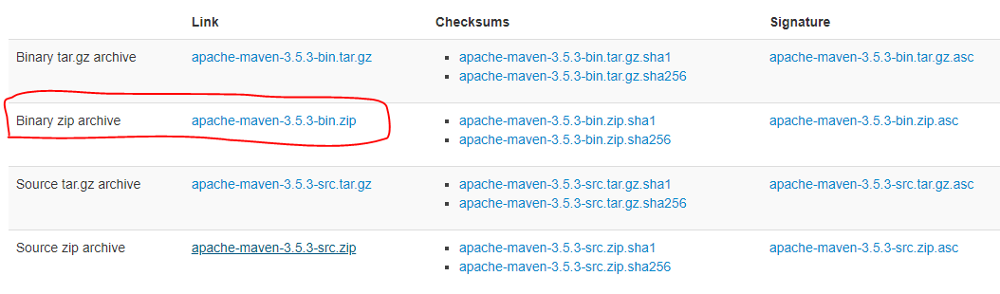 Link Checksums Signature
Binary tar.gz archive apache-maven-3.5.3-bin.tar.gz apache-maven-3.5.3-bin.tar.gz.sha1 apache-maven-3.5.3-bin.tar.gz.asc
apache-maven-3.5.3-bin.tar.gz.sha256
Binary zip archive apache-maven-3.5.3-bin.zip apache-maven-3.5.3-bin.zip.sha1 apache-maven-3.5.3-bin.zip.asc
apache-maven-3.5.3-bin.zip.sha256
Source tar.gz archive apache-maven-3.5.3-src.tar.gz apache-maven-3.5.3-src.tar.gz.sha1 apache-maven-3.5.3-src.tar.gz.asc
apache-maven-3.5.3-src.tar.gz.sha256
Source zip archive apache-maven-3.5.3-src.zip apache-maven-3.5.3-src.zip.sha1 apache-maven-3.5.3-src.zip.asc
apache-maven-3.5.3-src.zip.sha256